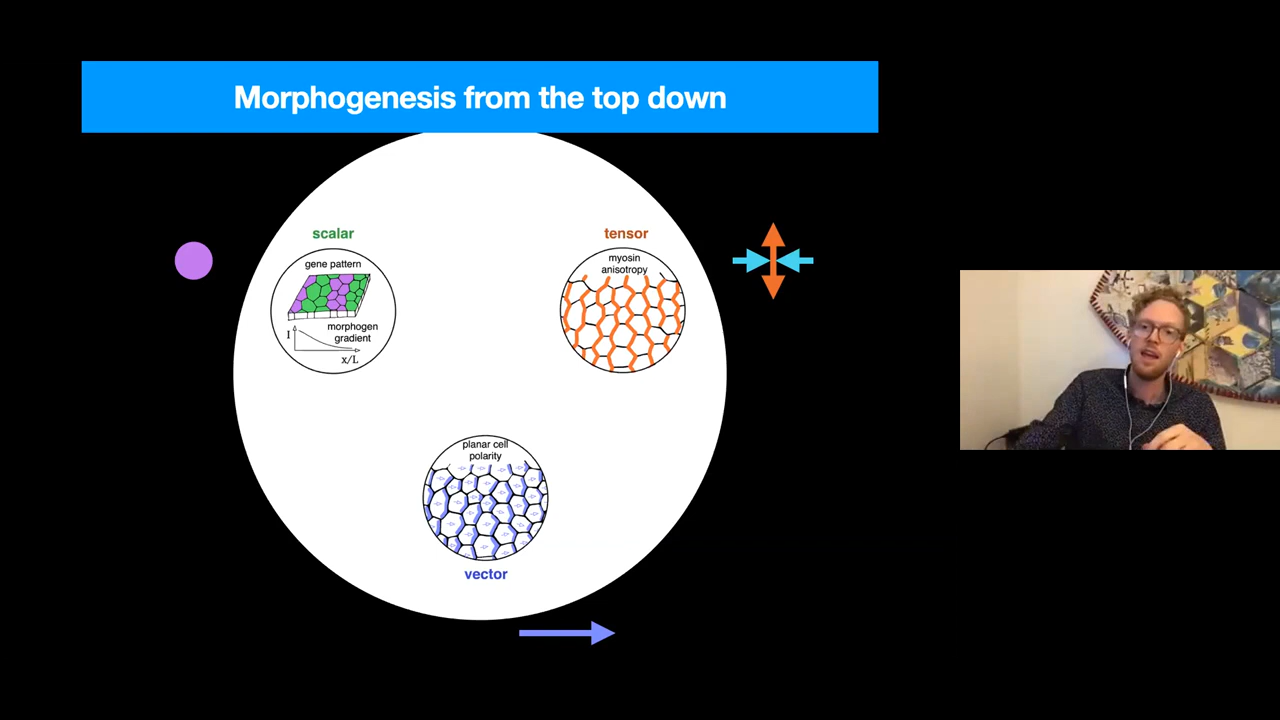 Morphogenesis from the top down
scalar
gene pattern
I
morphogen
gradient
x/L
tensor
myosin
anisotropy
planar cell
polarity
vector